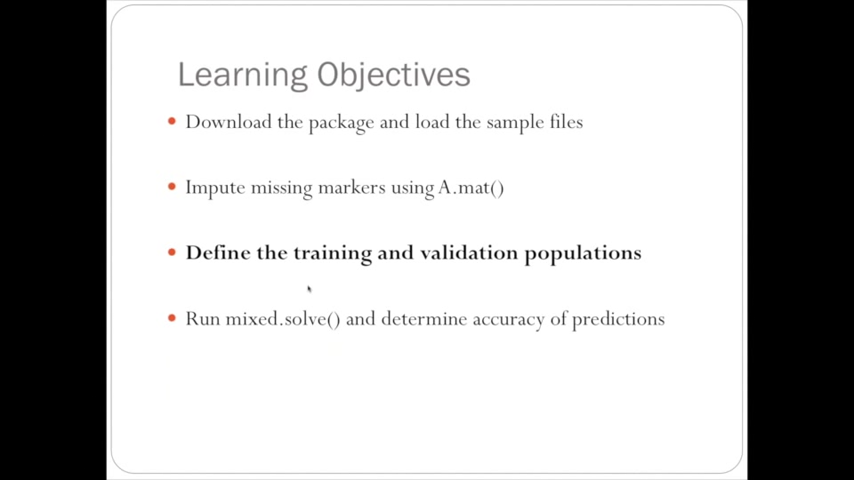 Learning Objectives
• Download the package and load the sample files
• Impute missing markers using A.mat()
• Define the training and validation populations
• Run mixed.solve() and determine accuracy of predictions